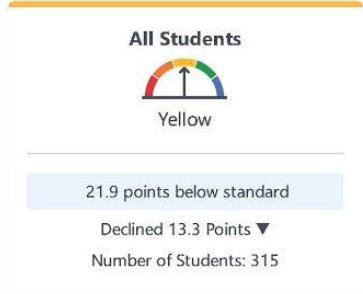 All Students
Yellow
21.9 points below standard
Declined 13.3 Points ▼
Number of Students: 315